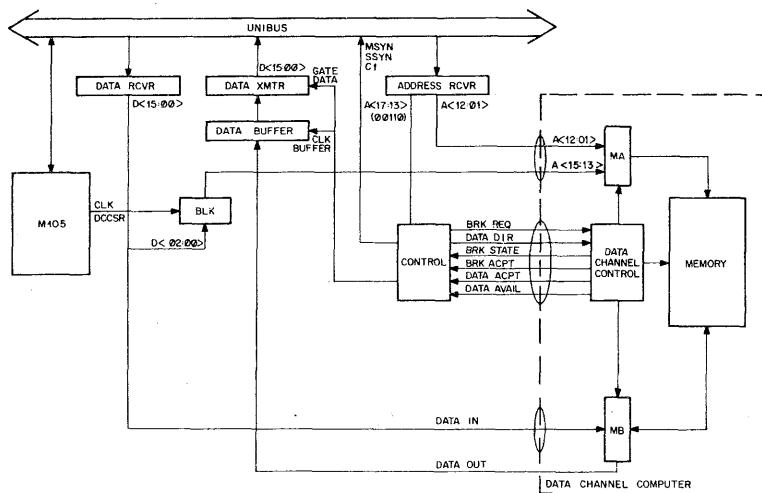 UNIBUS
MSYN
SSYN
C1
DATA RCVR
D<15:00>
D<15:00>
DATA XMTR
GATE
DATA
ADDRESS RCVR
A<17:13>
(00110)
A<12:01>
DATA BUFFER
CLK
BUFFER
A<12:01>
MA
A<15:13>
M105
CLK
DCCSR
BLK
D<02:00>
CONTROL
BRK REQ
DATA DIR
BRK STATE
BRK ACPT
DATA ACPT
DATA AVAIL
DATA
CHANNEL
CONTROL
MEMORY
DATA IN
MB
DATA OUT
DATA CHANNEL COMPUTER